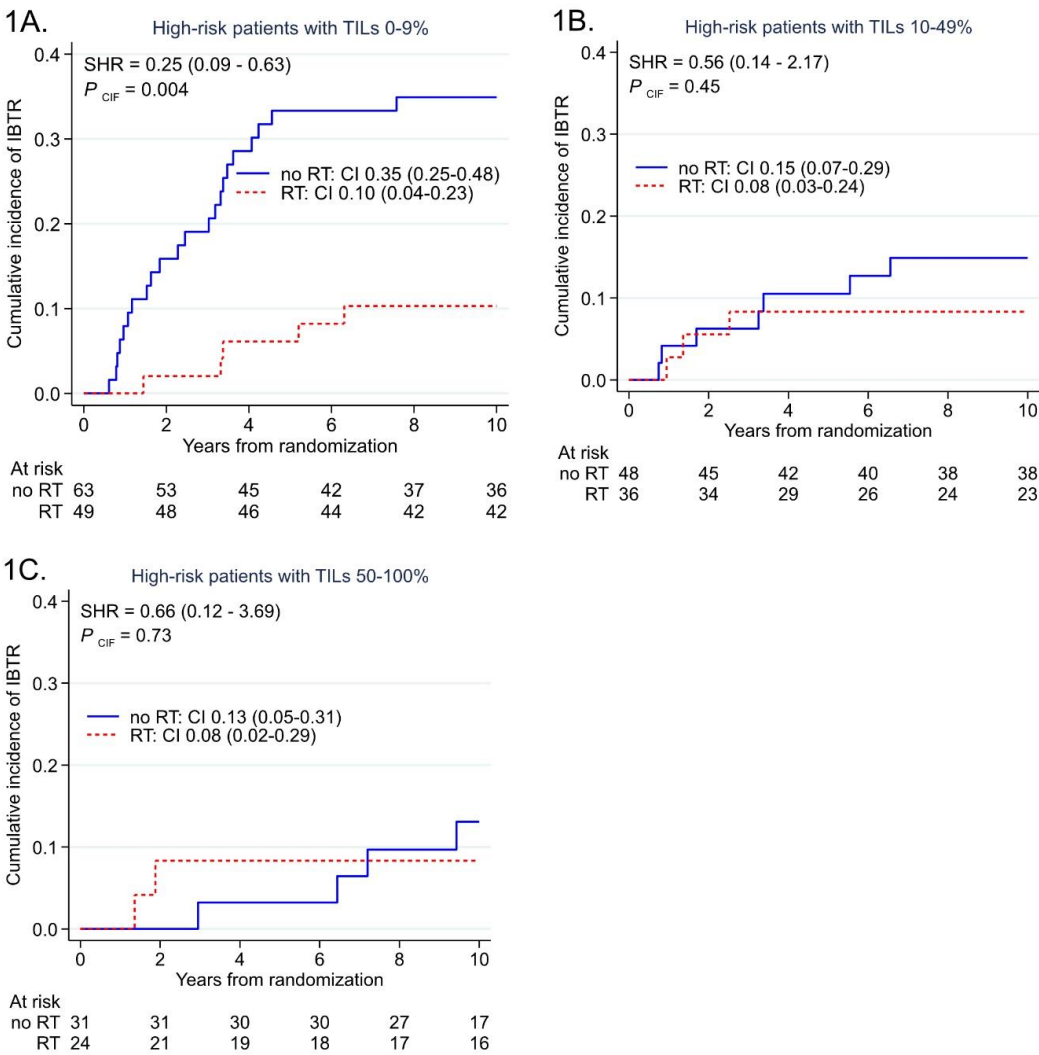 1A.
High-risk patients with TILs 0-9%
SHR = 0.25 (0.09 - 0.63)
P CIF = 0.004
no RT: CI 0.35 (0.25-0.48)
RT: CI 0.10 (0.04-0.23)
Cumulative incidence of IBTR
0.4
0.3
0.2
0.1
0.0
0 2 4 6 8 10
Years from randomization
At risk
no RT 63 53 45 42 37 36
RT 49 48 46 44 42 42
1B.
High-risk patients with TILs 10-49%
SHR = 0.56 (0.14 - 2.17)
P CIF = 0.45
no RT: CI 0.15 (0.07-0.29)
RT: CI 0.08 (0.03-0.24)
Cumulative incidence of IBTR
0.4
0.3
0.2
0.1
0.0
0 2 4 6 8 10
Years from randomization
At risk
no RT 48 45 42 40 38 38
RT 36 34 29 26 24 23
1C.
High-risk patients with TILs 50-100%
SHR = 0.66 (0.12 - 3.69)
P CIF = 0.73
no RT: CI 0.13 (0.05-0.31)
RT: CI 0.08 (0.02-0.29)
Cumulative incidence of IBTR
0.4
0.3
0.2
0.1
0.0
0 2 4 6 8 10
Years from randomization
At risk
no RT 31 31 30 30 27 17
RT 24 21 19 18 17 16